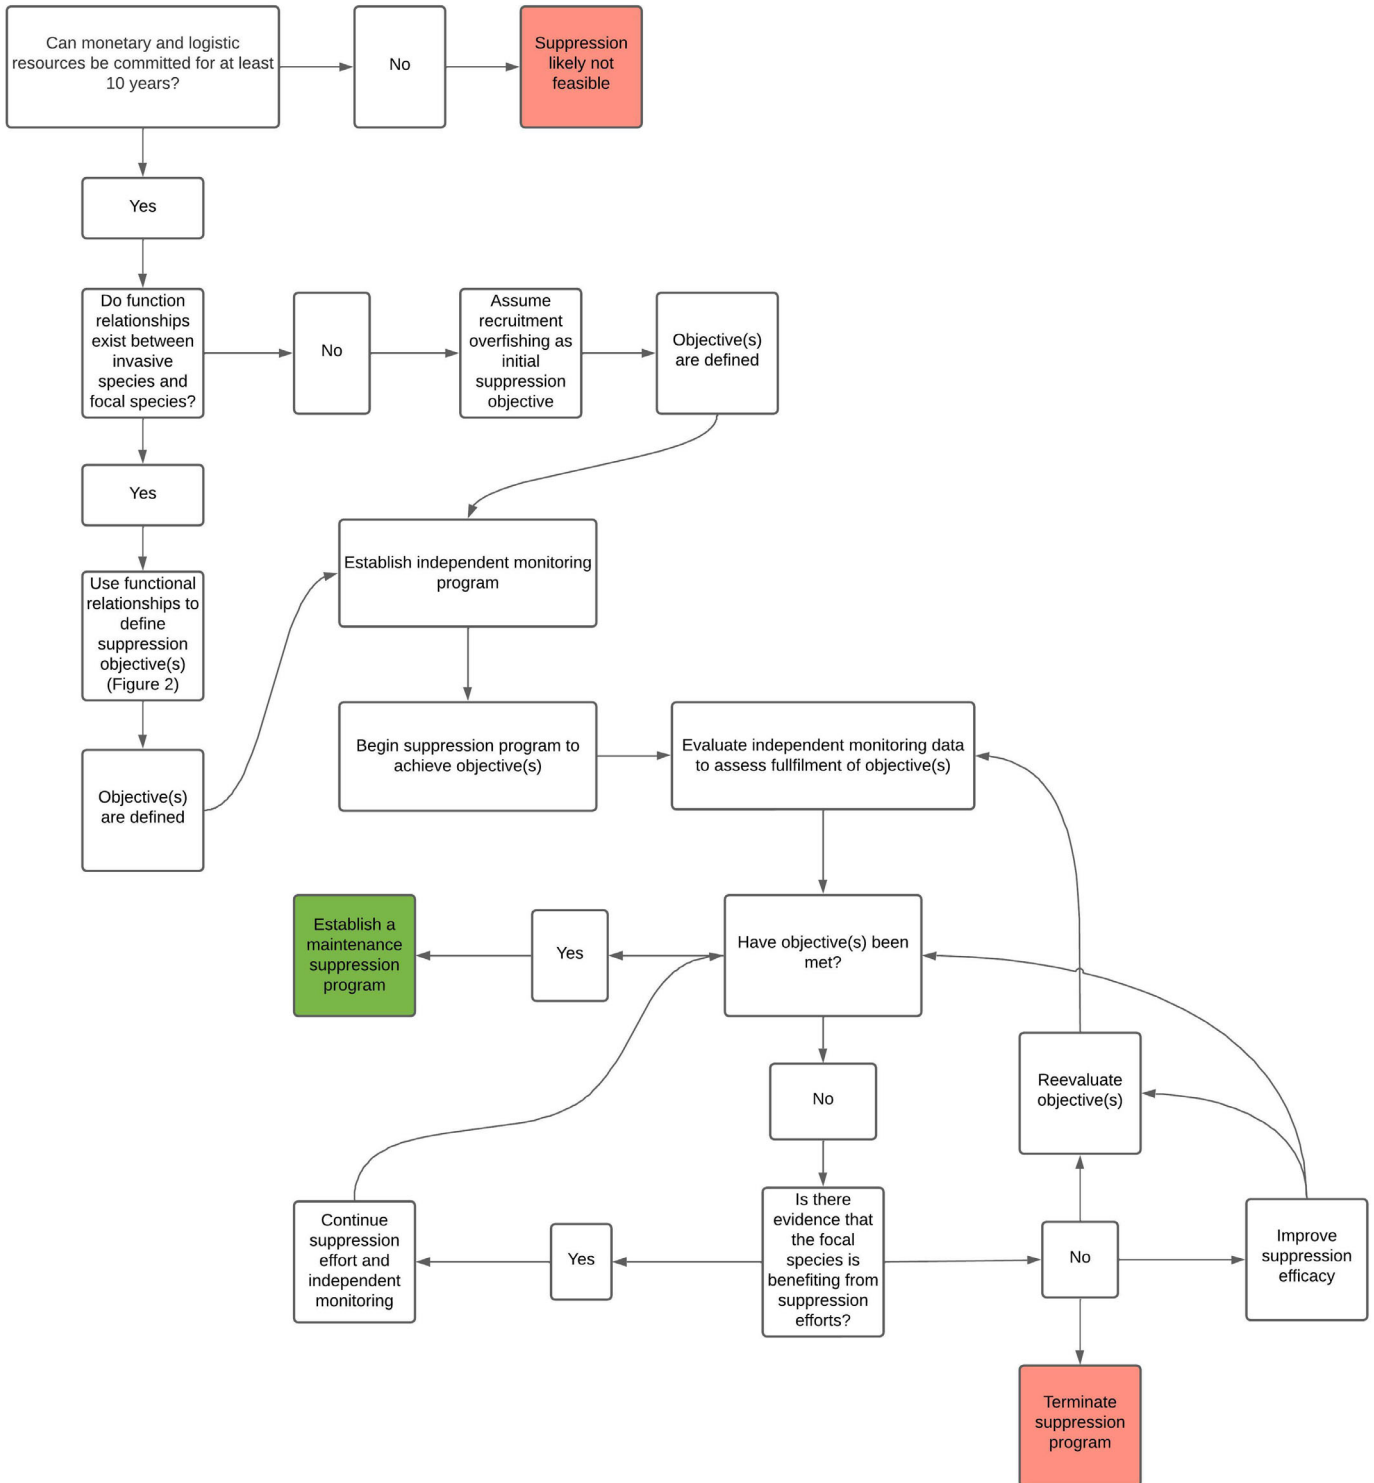 Can monetary and logistic
resources be committed for at least
10 years?
No
Suppression
likely not
feasible
Yes
Do function
relationships
exist between
invasive
species and
focal species?
No
Assume
recruitment
overfishing as
initial
suppression
objective
Objective(s)
are defined
Yes
Use functional
relationships to
define
suppression
objective(s)
(Figure 2)
Objective(s)
are defined
Establish independent monitoring
program
Begin suppression program to
achieve objective(s)
Evaluate independent monitoring data
to assess fullfilment of objective(s)
Have objective(s) been
met?
Yes
Establish a
maintenance
suppression
program
No
Is there
evidence that
the focal
species is
benefiting from
suppression
efforts?
Yes
Continue
suppression
effort and
independent
monitoring
No
Reevaluate
objective(s)
Improve
suppression
efficacy
Terminate
suppression
program